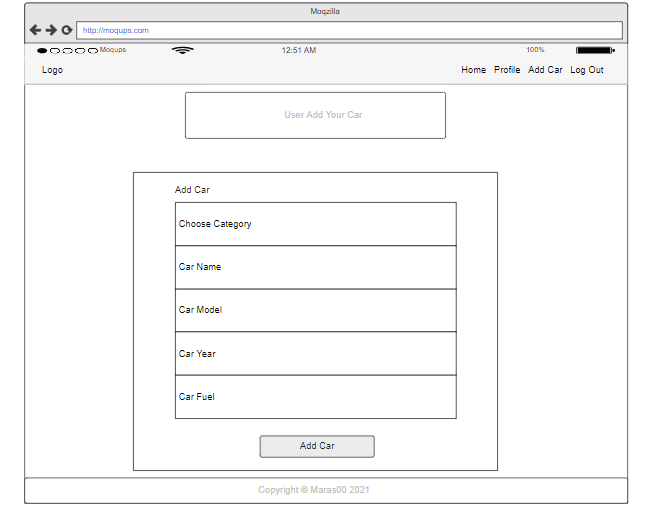 Moqzilla
http://moqups.com
Moqups 12:51 AM 100%
Logo Home Profile Add Car Log Out
User Add Your Car
Add Car
Choose Category
Car Name
Car Model
Car Year
Car Fuel
Add Car
Copyright © Maras00 2021